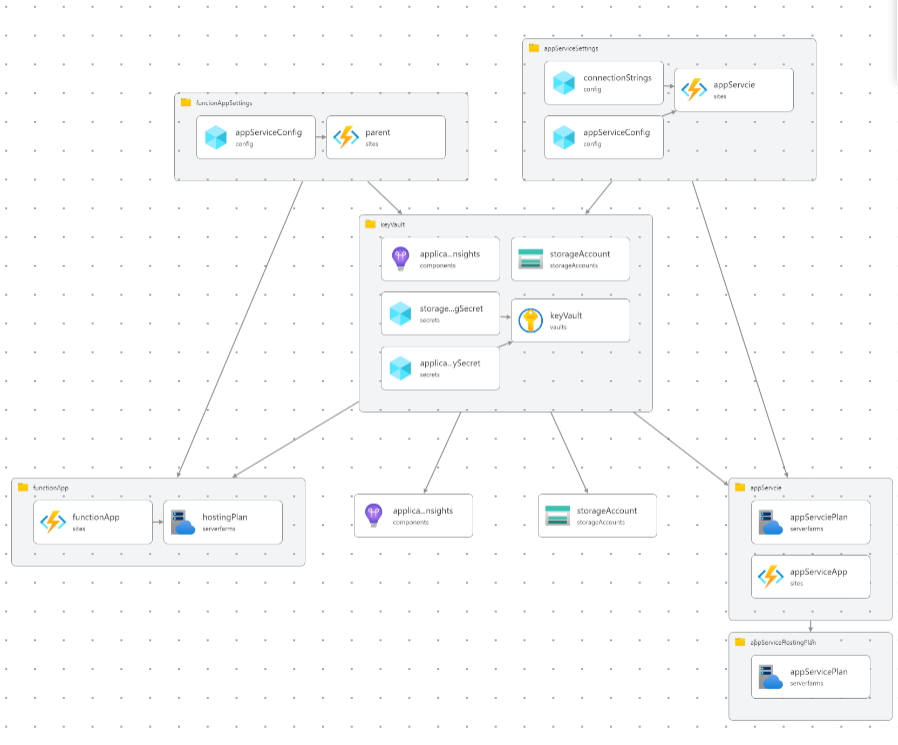 appServiceSettings
connectionStrings
config
appServcie
sites
appServiceConfig
config
funcionAppSettings
appServiceConfig
config
parent
sites
keyVault
applica...nsights
components
storageAccount
storageAccounts
storage...gSecret
secrets
keyVault
vaults
applica...ySecret
secrets
functionApp
functionApp
sites
hostingPlan
serverfarms
applica...nsights
components
storageAccount
storageAccounts
appServcie
appServciePlan
serverfarms
appServiceApp
sites
appServiceHostingPlan
appServicePlan
serverfarms